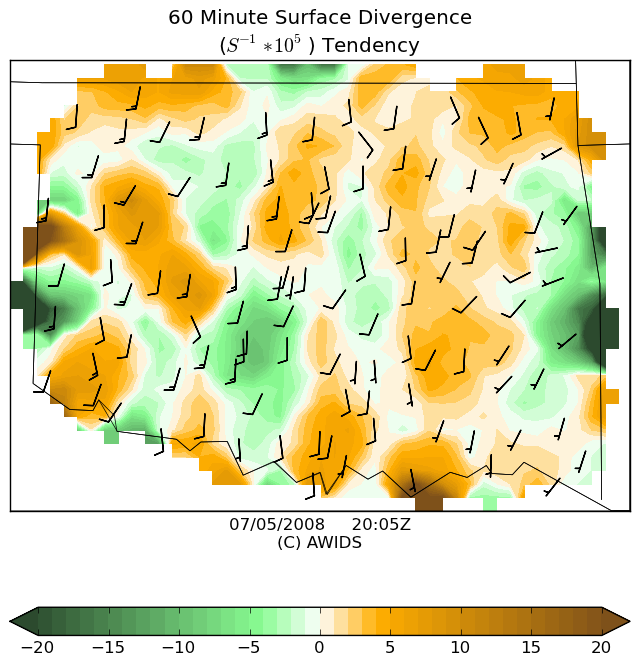 60 Minute Surface Divergence
(S⁻¹ ∗10⁵ ) Tendency
07/05/2008 20:05Z
(C) AWIDS
−20 −15 −10 −5 0 5 10 15 20